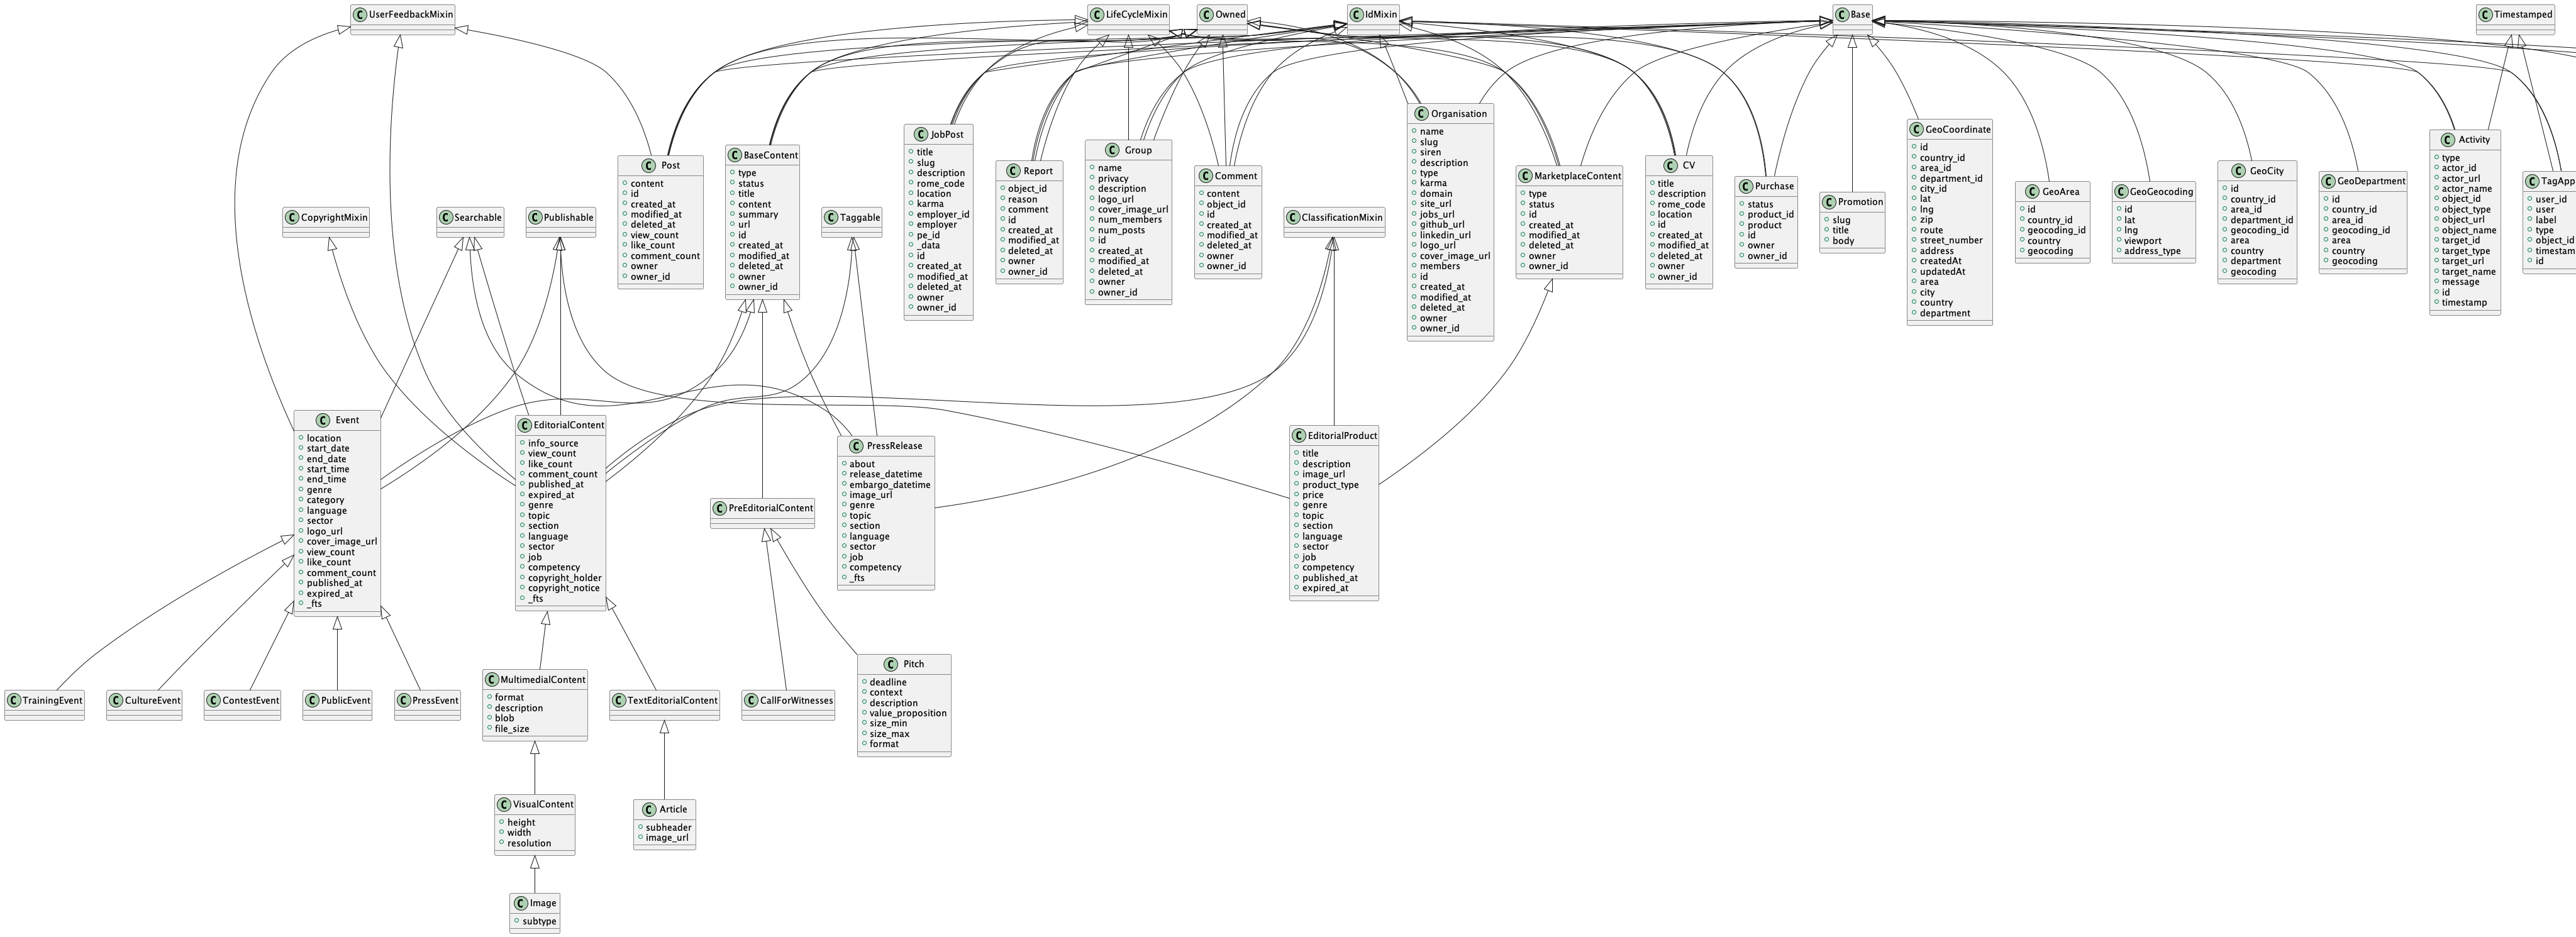 C UserFeedbackMixin
C LifeCycleMixin
C Owned
C IdMixin
C Base
C Timestamped
C CopyrightMixin
C Searchable
C Publishable
C Post
content
id
created_at
modified_at
deleted_at
view_count
like_count
comment_count
owner
owner_id
C BaseContent
type
status
title
content
summary
url
id
created_at
modified_at
deleted_at
owner
owner_id
C Taggable
C JobPost
title
slug
description
rome_code
location
karma
employer_id
employer
pe_id
_data
id
created_at
modified_at
deleted_at
owner
owner_id
C Report
object_id
reason
comment
id
created_at
modified_at
deleted_at
owner
owner_id
C Group
name
privacy
description
logo_url
cover_image_url
num_members
num_posts
id
created_at
modified_at
deleted_at
owner
owner_id
C Comment
content
object_id
id
created_at
modified_at
deleted_at
owner
owner_id
C ClassificationMixin
C Organisation
name
slug
siren
description
type
karma
domain
site_url
jobs_url
github_url
linkedin_url
logo_url
cover_image_url
members
id
created_at
modified_at
deleted_at
owner
owner_id
C MarketplaceContent
type
status
id
created_at
modified_at
deleted_at
owner
owner_id
C CV
title
description
rome_code
location
id
created_at
modified_at
deleted_at
owner
owner_id
C Purchase
status
product_id
product
id
owner
owner_id
C Promotion
slug
title
body
C GeoCoordinate
id
country_id
area_id
department_id
city_id
lat
lng
zip
route
street_number
address
createdAt
updatedAt
area
city
country
department
C GeoArea
id
country_id
geocoding_id
country
geocoding
C GeoGeocoding
id
lat
lng
viewport
address_type
C GeoCity
id
country_id
area_id
department_id
geocoding_id
area
country
department
geocoding
C GeoDepartment
id
country_id
area_id
geocoding_id
area
country
geocoding
C Activity
type
actor_id
actor_url
actor_name
object_id
object_type
object_url
object_name
target_id
target_type
target_url
target_name
message
id
timestamp
C TagApp
user_id
user
label
type
object_id
timestam
id
C Event
location
start_date
end_date
start_time
end_time
genre
category
language
sector
logo_url
cover_image_url
view_count
like_count
comment_count
published_at
expired_at
_fts
C EditorialContent
info_source
view_count
like_count
comment_count
published_at
expired_at
genre
topic
section
language
sector
job
competency
copyright_holder
copyright_notice
_fts
C PreEditorialContent
C PressRelease
about
release_datetime
embargo_datetime
image_url
genre
topic
section
language
sector
job
competency
_fts
C EditorialProduct
title
description
image_url
product_type
price
genre
topic
section
language
sector
job
competency
published_at
expired_at
C TrainingEvent
C CultureEvent
C ContestEvent
C PublicEvent
C PressEvent
C MultimedialContent
format
description
blob
file_size
C TextEditorialContent
C CallForWitnesses
C Pitch
deadline
context
description
value_proposition
size_min
size_max
format
C VisualContent
height
width
resolution
C Article
subheader
image_url
C Image
subtype